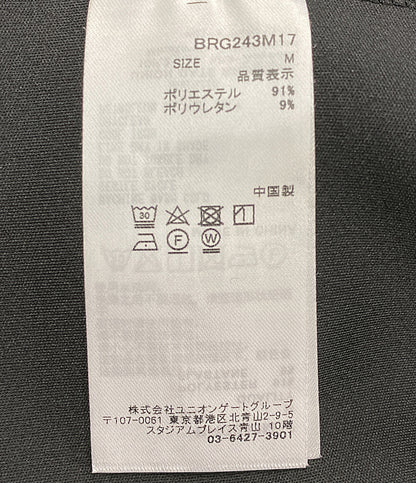 BRG243M17
SIZE M
品質表示
ポリエステル 91%
ポリウレタン 9%
中国製
30
F W
株式会社ユニオンゲートグループ
〒107-0061 東京都港区北青山2-9-5
スタジアムプレイス青山 10階
03-6427-3901